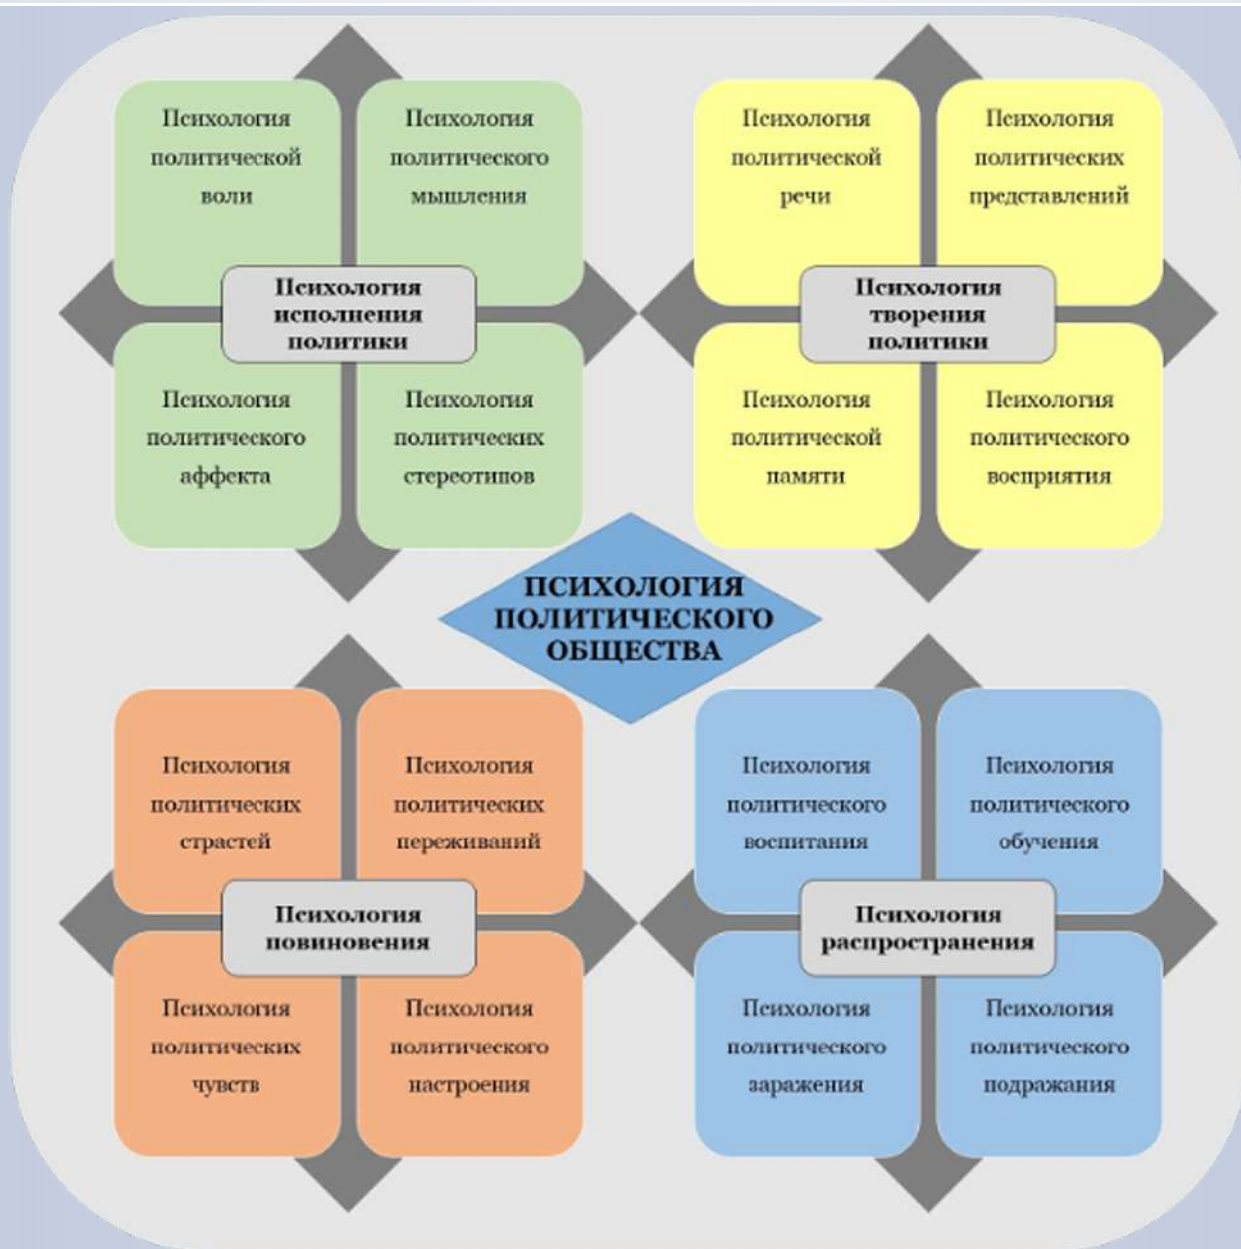 Психология
политической
воли
Психология
политического
мышления
Психология
исполнения
политики
Психология
политического
аффекта
Психология
политических
стереотипов
Психология
политической
речи
Психология
политических
представлений
Психология
творения
политики
Психология
политической
памяти
Психология
политического
восприятия
ПСИХОЛОГИЯ
ПОЛИТИЧЕСКОГО
ОБЩЕСТВА
Психология
политических
страстей
Психология
политических
переживаний
Психология
повиновения
Психология
политических
чувств
Психология
политического
настроения
Психология
политического
воспитания
Психология
политического
обучения
Психология
распространения
Психология
политического
заражения
Психология
политического
подражания